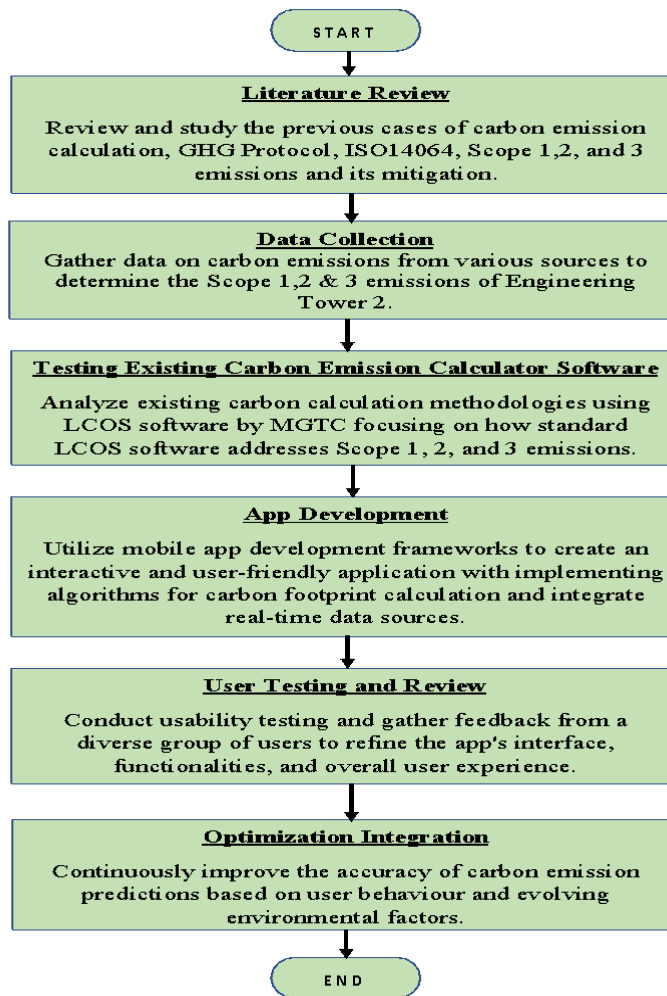 START
Literature Review
Review and study the previous cases of carbon emission
calculation, GHG Protocol, ISO14064, Scope 1,2, and 3
emissions and its mitigation.
Data Collection
Gather data on carbon emissions from various sources to
determine the Scope 1,2 & 3 emissions of Engineering
Tower 2.
Testing Existing Carbon Emission Calculator Software
Analyze existing carbon calculation methodologies using
LCOS software by MGTC focusing on how standard
LCOS software addresses Scope 1, 2, and 3 emissions.
App Development
Utilize mobile app development frameworks to create an
interactive and user-friendly application with implementing
algorithms for carbon footprint calculation and integrate
real-time data sources.
User Testing and Review
Conduct usability testing and gather feedback from a
diverse group of users to refine the app's interface,
functionalities, and overall user experience.
Optimization Integration
Continuously improve the accuracy of carbon emission
predictions based on user behaviour and evolving
environmental factors.
END